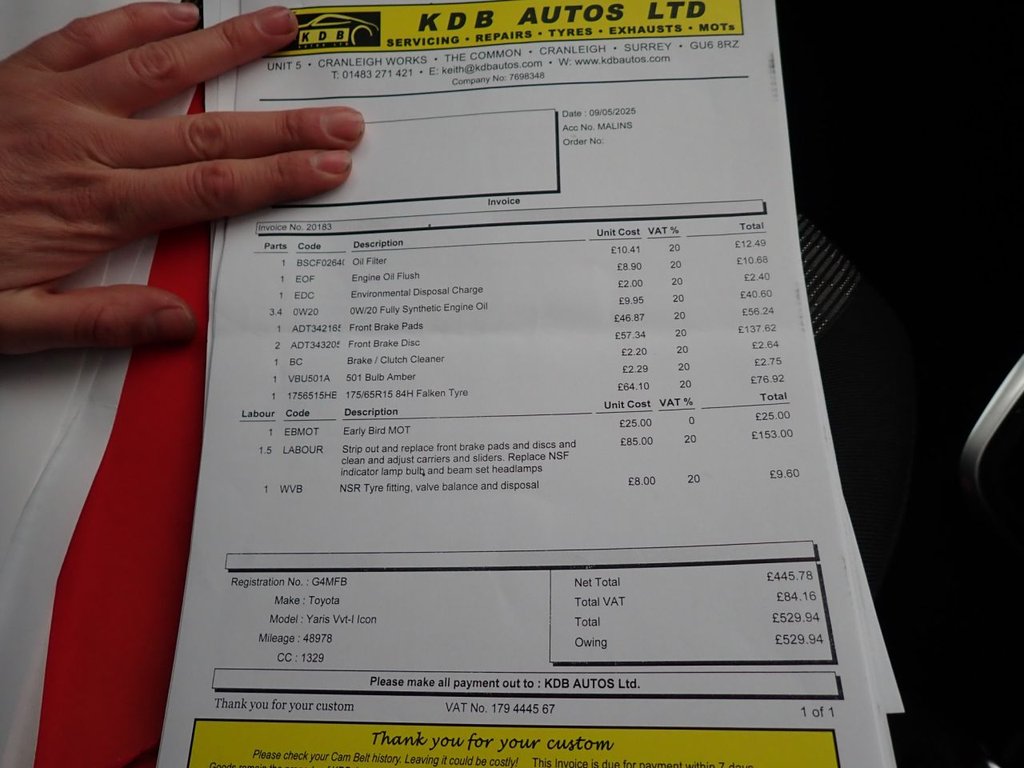 KDB AUTOS LTD
SERVICING • REPAIRS • TYRES • EXHAUSTS • MOTs
UNIT 5 • CRANLEIGH WORKS • THE COMMON • CRANLEIGH • SURREY • GU6 8RZ
T: 01483 271 421 • E: keith@kdbautos.com • W: www.kdbautos.com
Company No: 7698348
Date : 09/05/2025
Acc No. MALINS
Order No:
Invoice
Invoice No. 20183
Parts Code Description Unit Cost VAT % Total
1 BSCF0264( Oil Filter £10.41 20 £12.49
1 EOF Engine Oil Flush £8.90 20 £10.68
1 EDC Environmental Disposal Charge £2.00 20 £2.40
3.4 0W20 0W/20 Fully Synthetic Engine Oil £9.95 20 £40.60
1 ADT34216 Front Brake Pads £46.87 20 £56.24
2 ADT34320 Front Brake Disc £57.34 20 £137.62
1 BC Brake / Clutch Cleaner £2.20 20 £2.64
1 VBU501A 501 Bulb Amber £2.29 20 £2.75
1 1756515HE 175/65R15 84H Falken Tyre £64.10 20 £76.92
Labour Code Description Unit Cost VAT % Total
1 EBMOT Early Bird MOT £25.00 0 £25.00
1.5 LABOUR Strip out and replace front brake pads and discs and £85.00 20 £153.00
clean and adjust carriers and sliders. Replace NSF
indicator lamp bulb and beam set headlamps
1 WVB NSR Tyre fitting, valve balance and disposal £8.00 20 £9.60
Registration No. : G4MFB
Make : Toyota
Model : Yaris Vvt-I Icon
Mileage : 48978
CC : 1329
Net Total £445.78
Total VAT £84.16
Total £529.94
Owing £529.94
Please make all payment out to : KDB AUTOS Ltd.
Thank you for your custom VAT No. 179 4445 67 1 of 1
Thank you for your custom
Please check your Cam Belt history. Leaving it could be costly! This Invoice is due for payment within 7 days